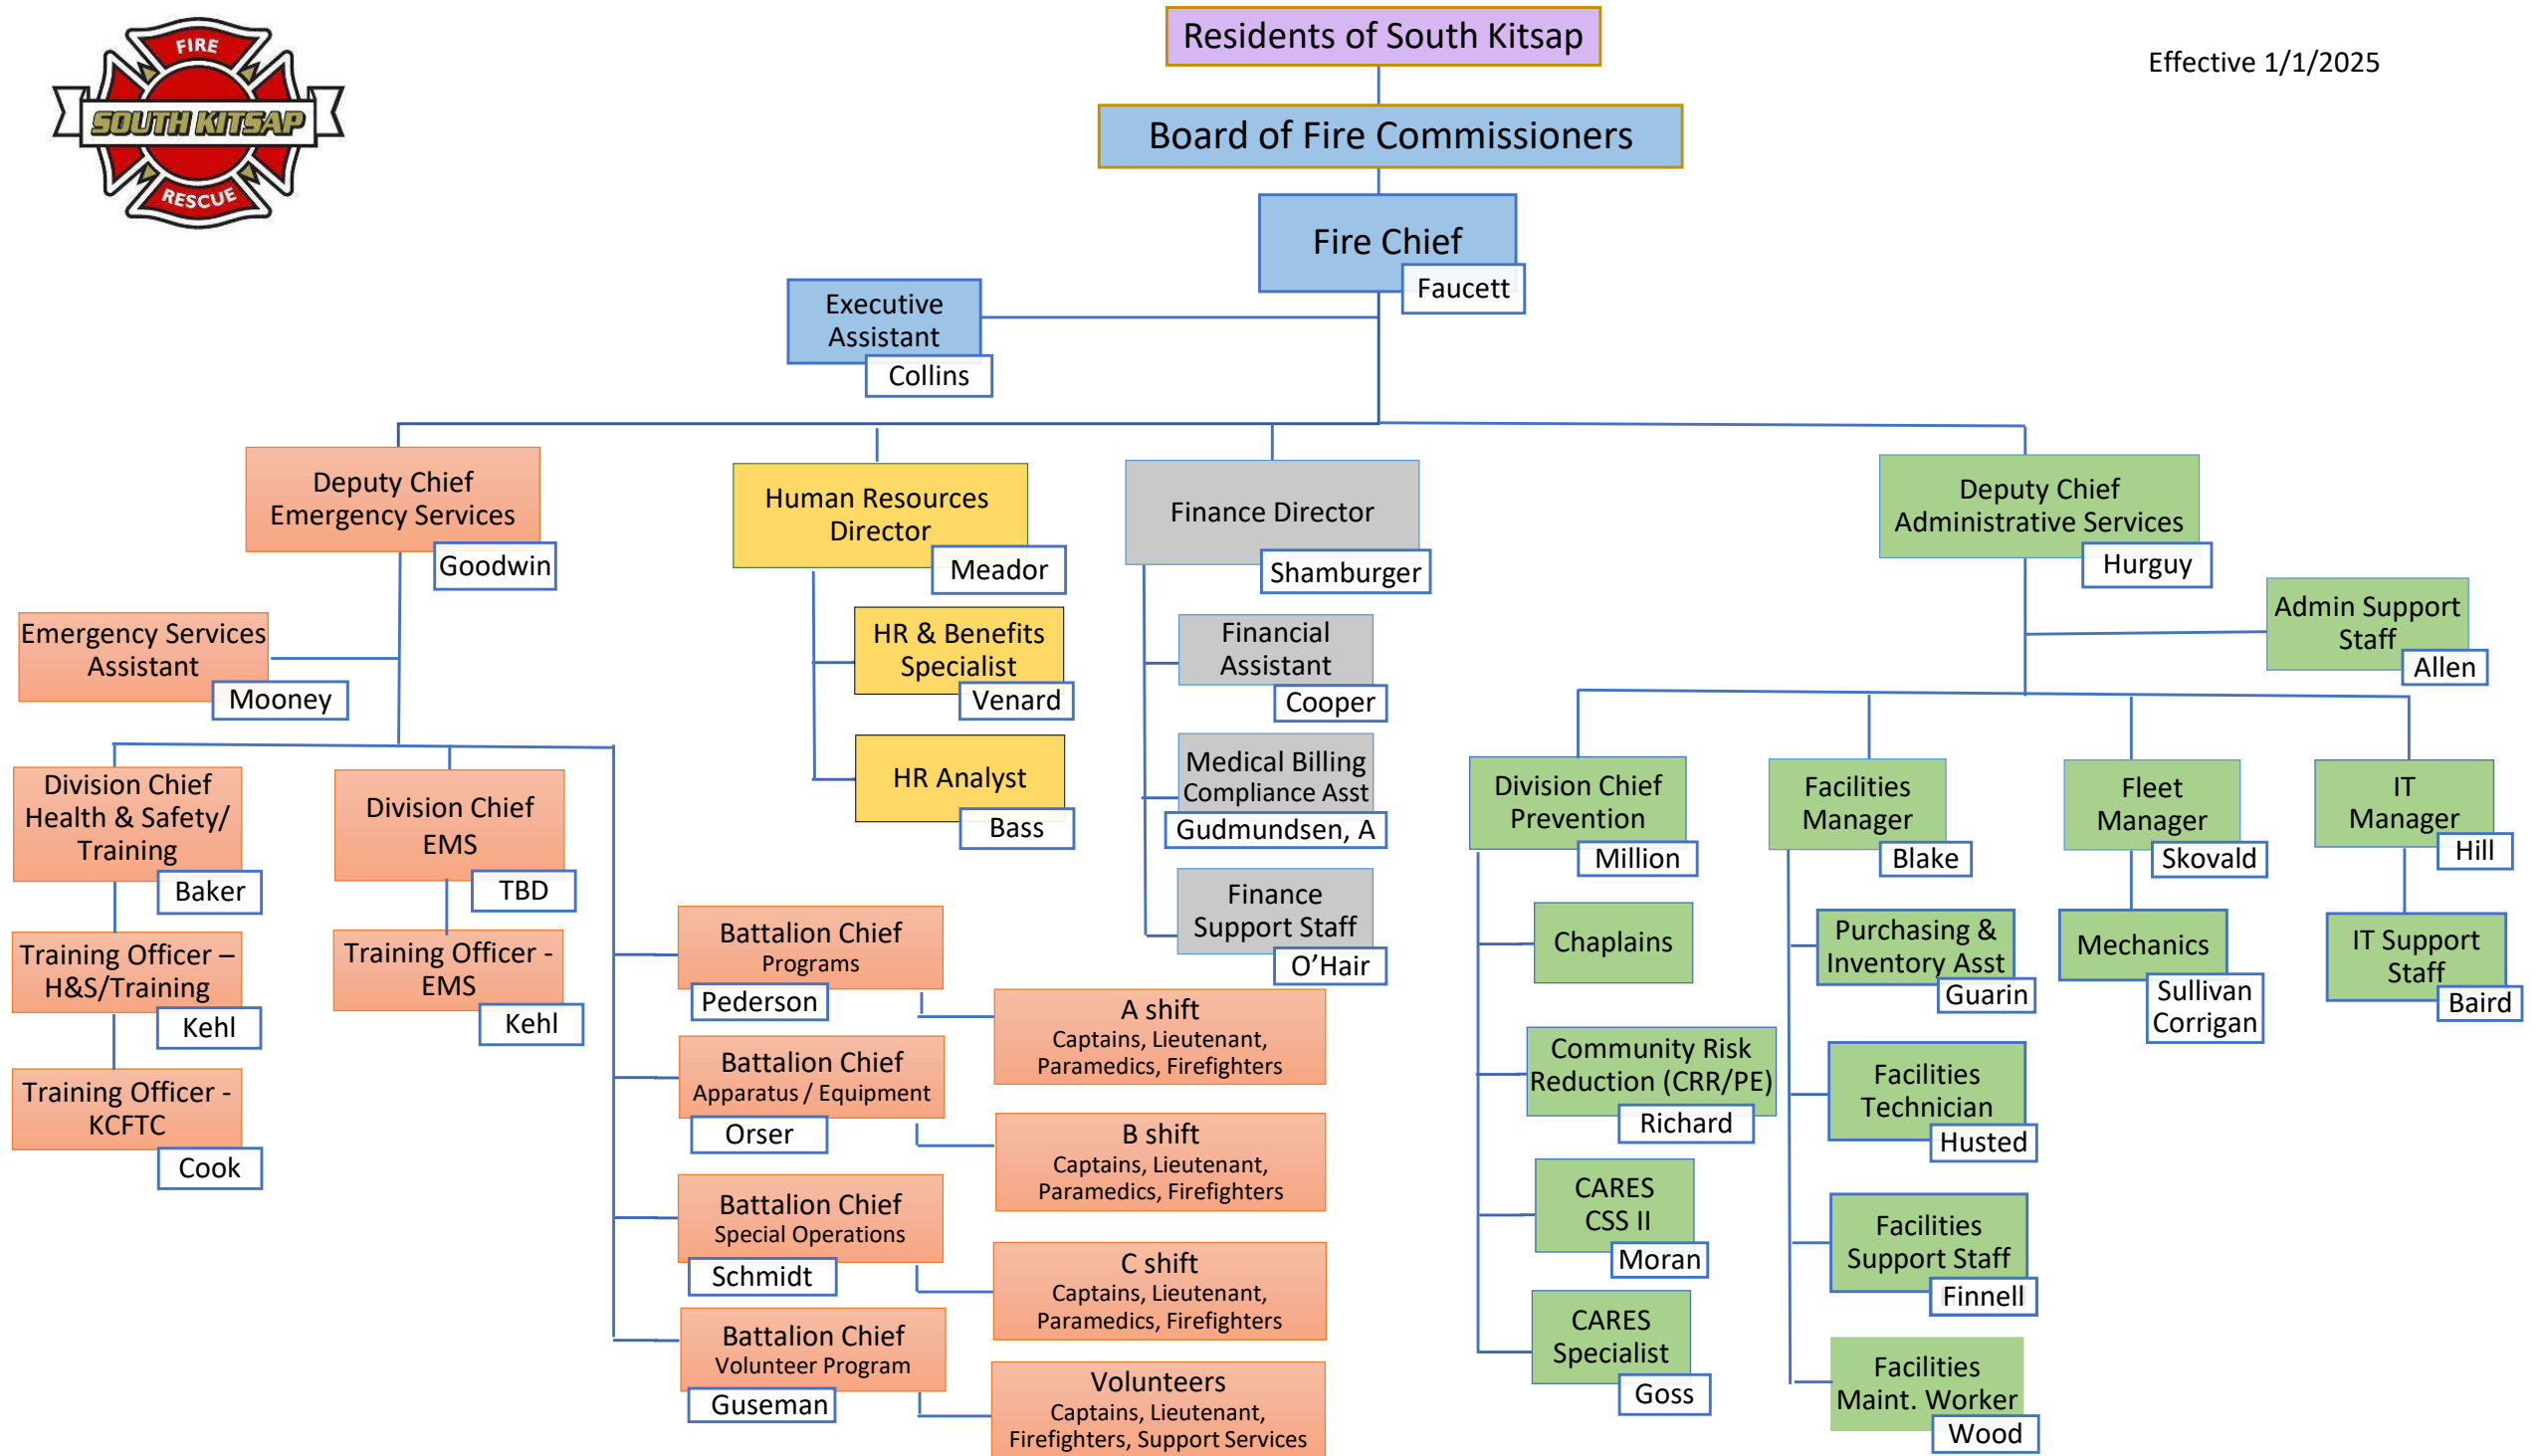 FIRE
SOUTH KITSAP
RESCUE
Residents of South Kitsap
Effective 1/1/2025
Board of Fire Commissioners
Fire Chief
Faucett
Executive
Assistant
Collins
Deputy Chief
Emergency Services
Goodwin
Human Resources
Director
Meador
Finance Director
Shamburger
Deputy Chief
Administrative Services
Hurguy
Emergency Services
Assistant
Mooney
HR & Benefits
Specialist
Venard
HR Analyst
Bass
Financial
Assistant
Cooper
Medical Billing
Compliance Asst
Gudmundsen, A
Finance
Support Staff
O’Hair
Admin Support
Staff
Allen
Division Chief
Health & Safety/
Training
Baker
Training Officer –
H&S/Training
Kehl
Training Officer -
KCFTC
Cook
Division Chief
EMS
TBD
Training Officer -
EMS
Kehl
Battalion Chief
Programs
Pederson
A shift
Captains, Lieutenant,
Paramedics, Firefighters
Battalion Chief
Apparatus / Equipment
Orser
B shift
Captains, Lieutenant,
Paramedics, Firefighters
Battalion Chief
Special Operations
Schmidt
C shift
Captains, Lieutenant,
Paramedics, Firefighters
Battalion Chief
Volunteer Program
Guseman
Volunteers
Captains, Lieutenant,
Firefighters, Support Services
Division Chief
Prevention
Million
Chaplains
Community Risk
Reduction (CRR/PE)
Richard
CARES
CSS II
Moran
CARES
Specialist
Goss
Facilities
Manager
Blake
Purchasing &
Inventory Asst
Guarin
Facilities
Technician
Husted
Facilities
Support Staff
Finnell
Facilities
Maint. Worker
Wood
Fleet
Manager
Skovald
Mechanics
Sullivan
Corrigan
IT
Manager
Hill
IT Support
Staff
Baird